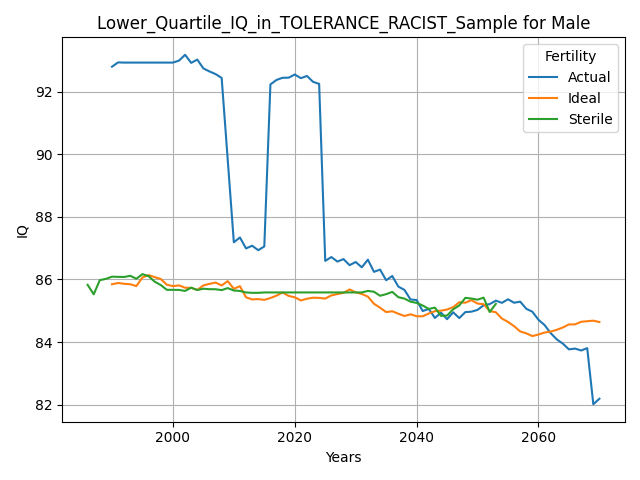 Lower_Quartile_IQ_in_TOLERANCE_RACIST_Sample for Male
Fertility
Actual
Ideal
Sterile
IQ
92
90
88
86
84
82
2000 2020 2040 2060
Years